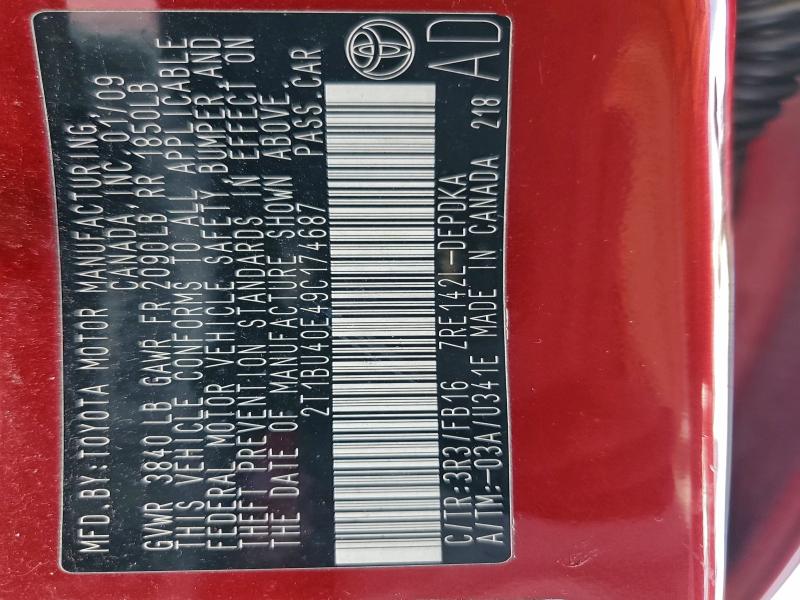 MFD.BY:TOYOTA MOTOR MANUFACTURING,
CANADA, INC, 01/09
GVWR 3840 LB GAWR FR 2090LB RR 1850LB
THIS VEHICLE CONFORMS TO ALL APPLICABLE
FEDERAL MOTOR VEHICLE SAFETY BUMPER, AND
THEFT PREVENTION STANDARDS IN EFFECT ON
THE DATE OF MANUFACTURE SHOWN ABOVE.
2T1BU40E49C174687 PASS.CAR
C/TR:3R3/FB16 ZRE142L-DEPDKA
A/TM:-03A/U341E MADE IN CANADA 218
AD